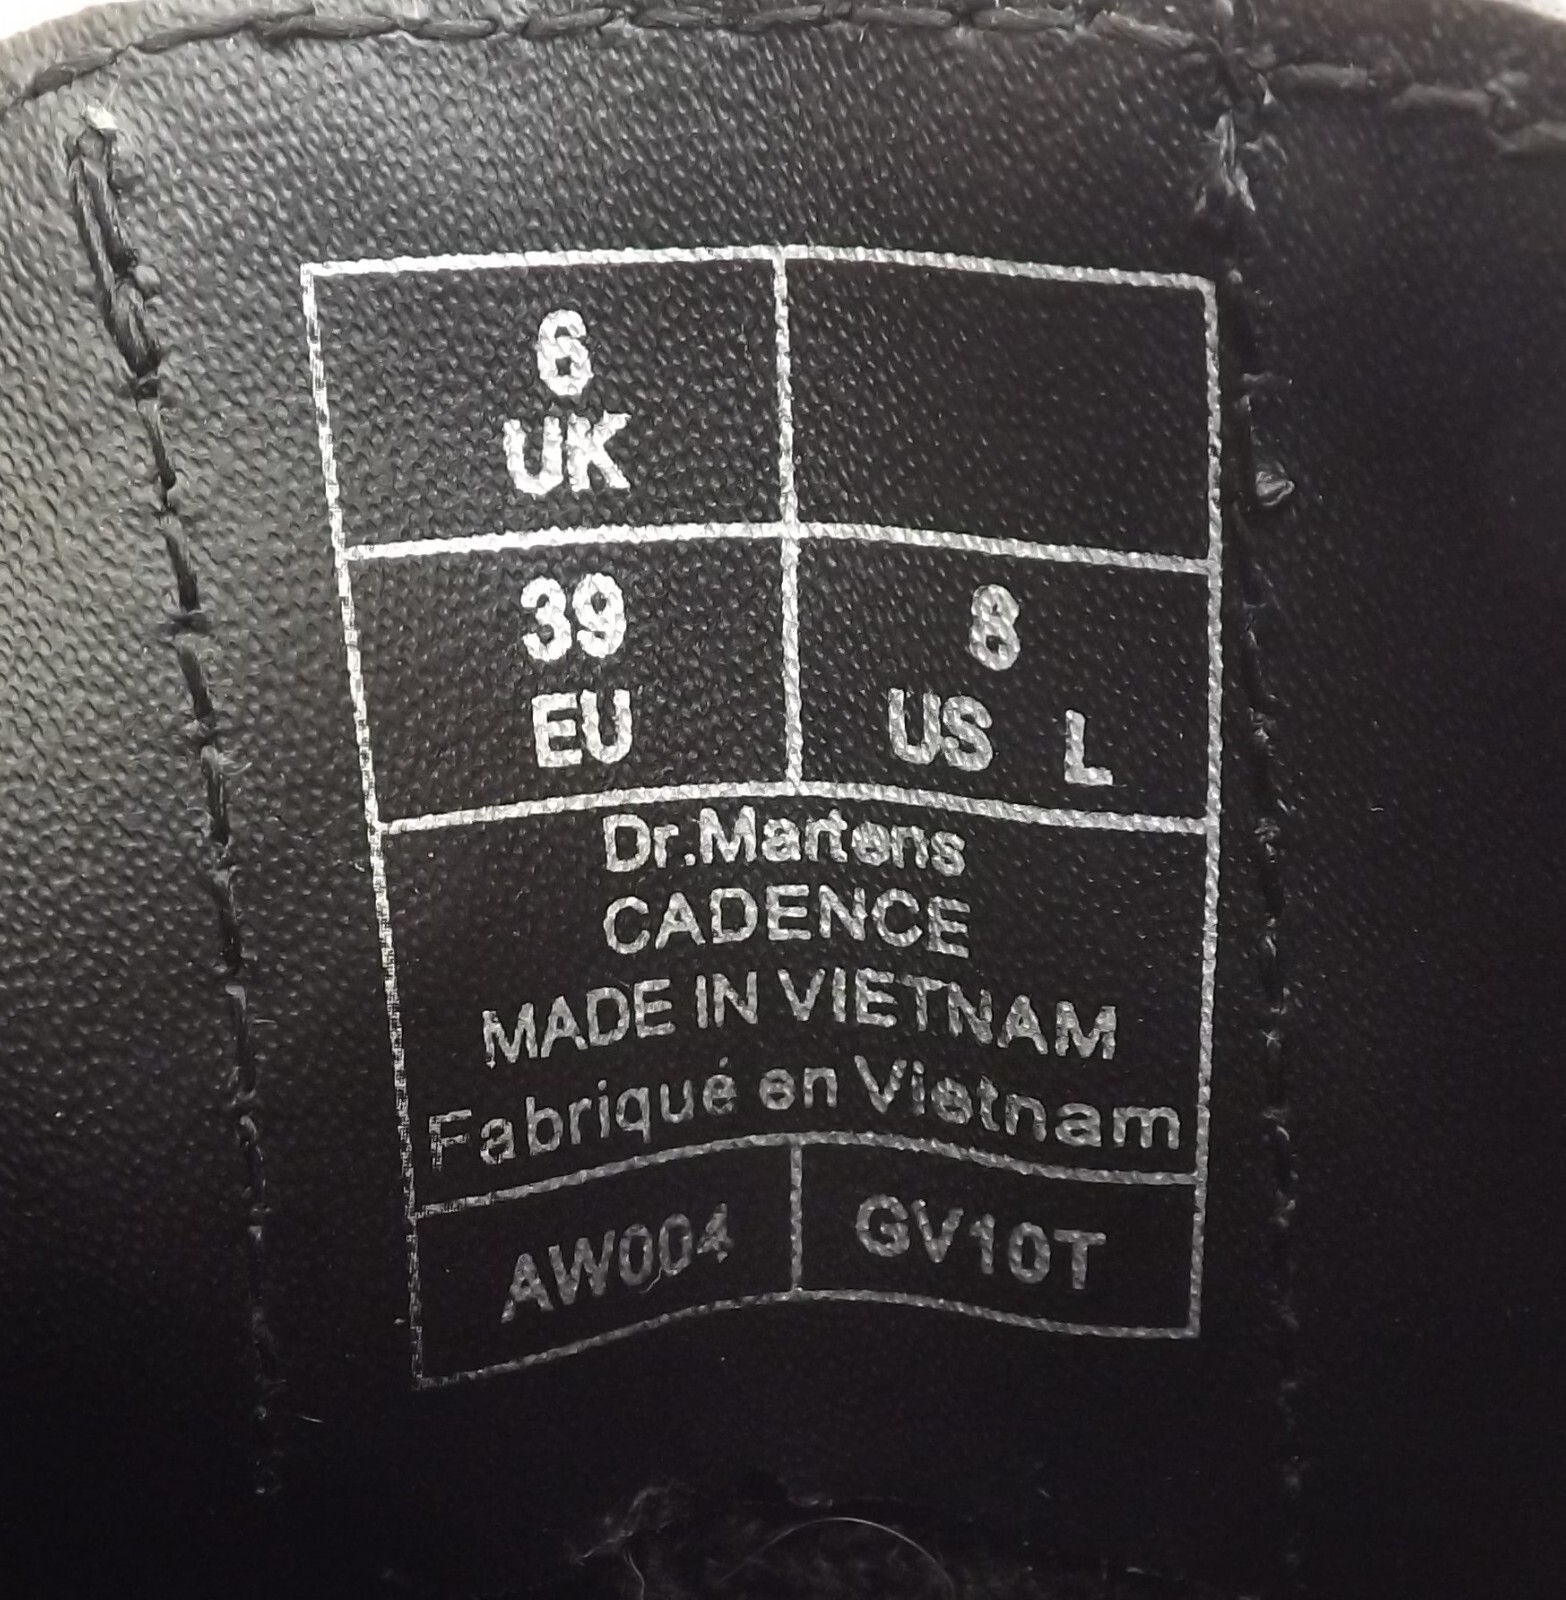 6
UK
39
EU
8
US L
Dr.Martens
CADENCE
MADE IN VIETNAM
Fabriqué en Vietnam
AW004
GV10T